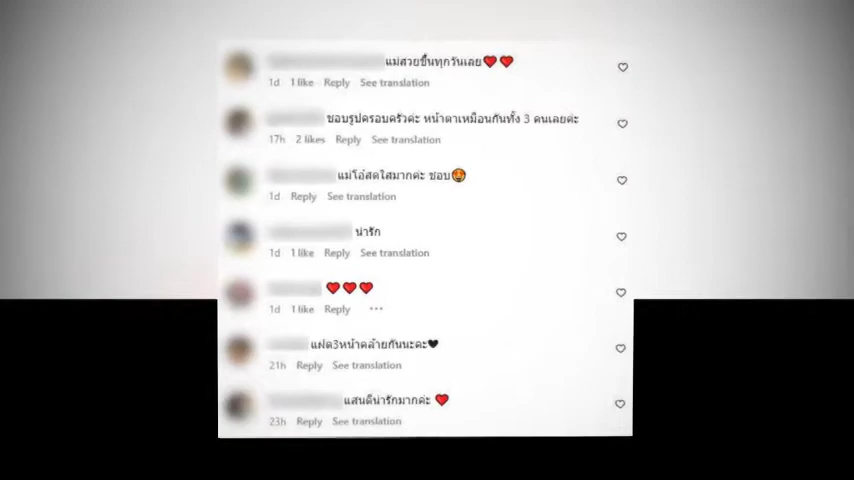 แม่สวยขึ้นทุกวันเลย❤️❤️
1d 1 like Reply See translation
ชอบรูปครอบครัวค่ะ หน้าตาเหมือนกันทั้ง 3 คนเลยค่ะ
17h 2 likes Reply See translation
แม่โอ๋สดใสมากค่ะ ชอบ🤩
1d Reply See translation
น่ารัก
1d 1 like Reply See translation
❤️❤️❤️
1d 1 like Reply ...
แฝด3หน้าคล้ายกันนะคะ🖤
21h Reply See translation
แสนดีน่ารักมากค่ะ ❤️
23h Reply See translation